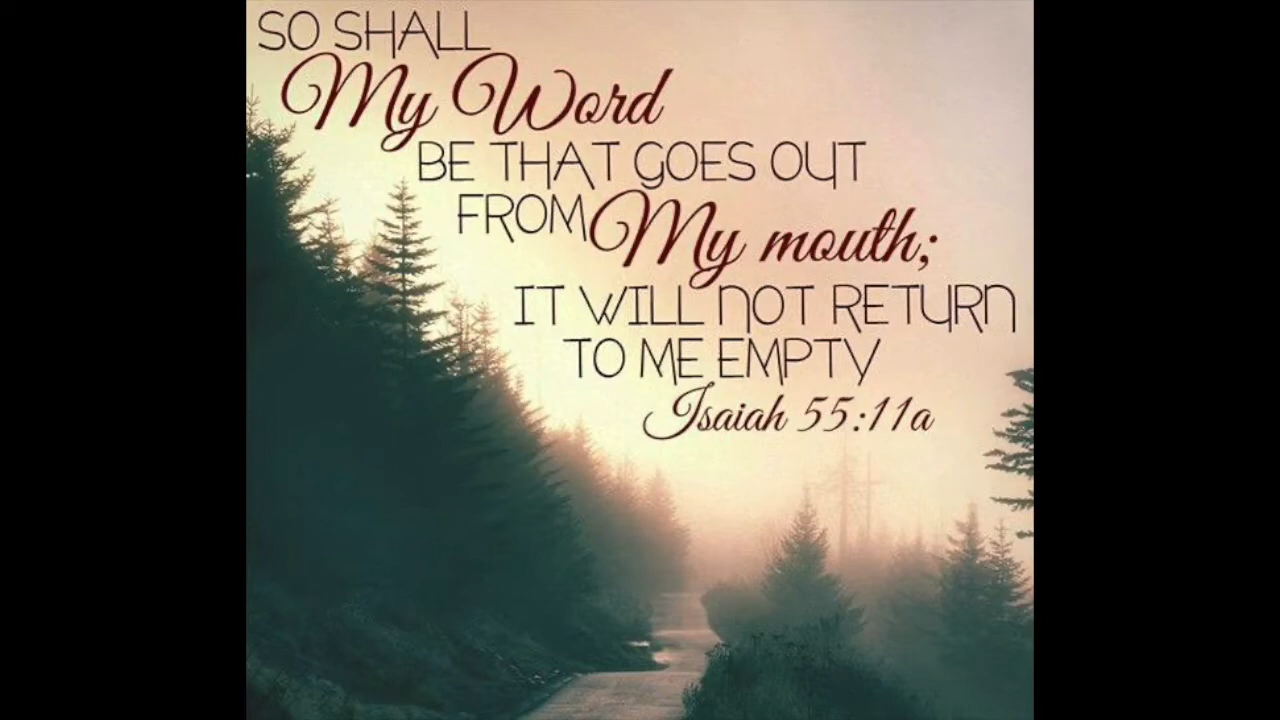 SO SHALL
My Word
BE THAT GOES OUT
FROM My mouth;
IT WILL NOT RETURN
TO ME EMPTY
Isaiah 55:11a